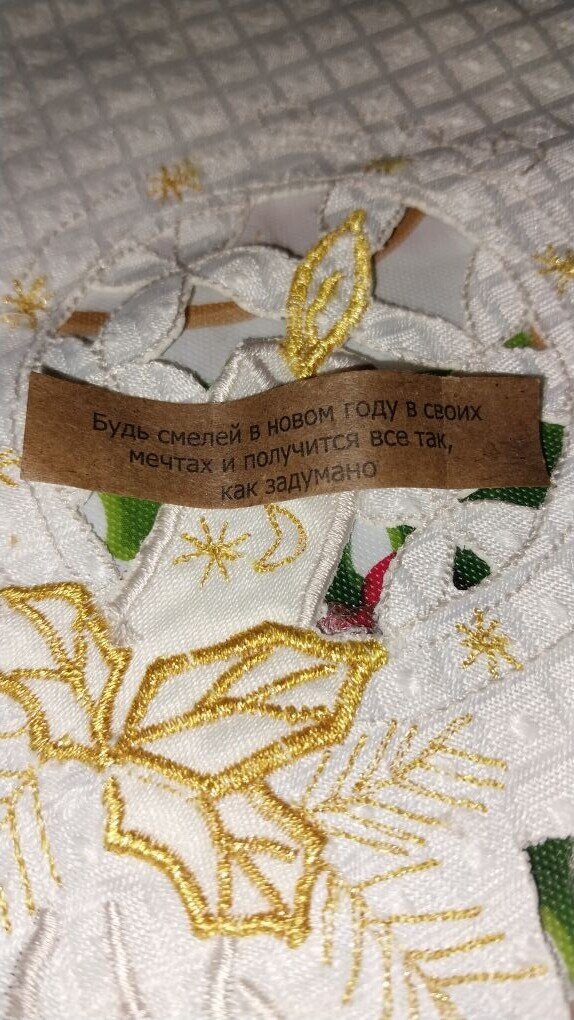 Будь смелей в новом году в своих
мечтах и получится все так,
как задумано